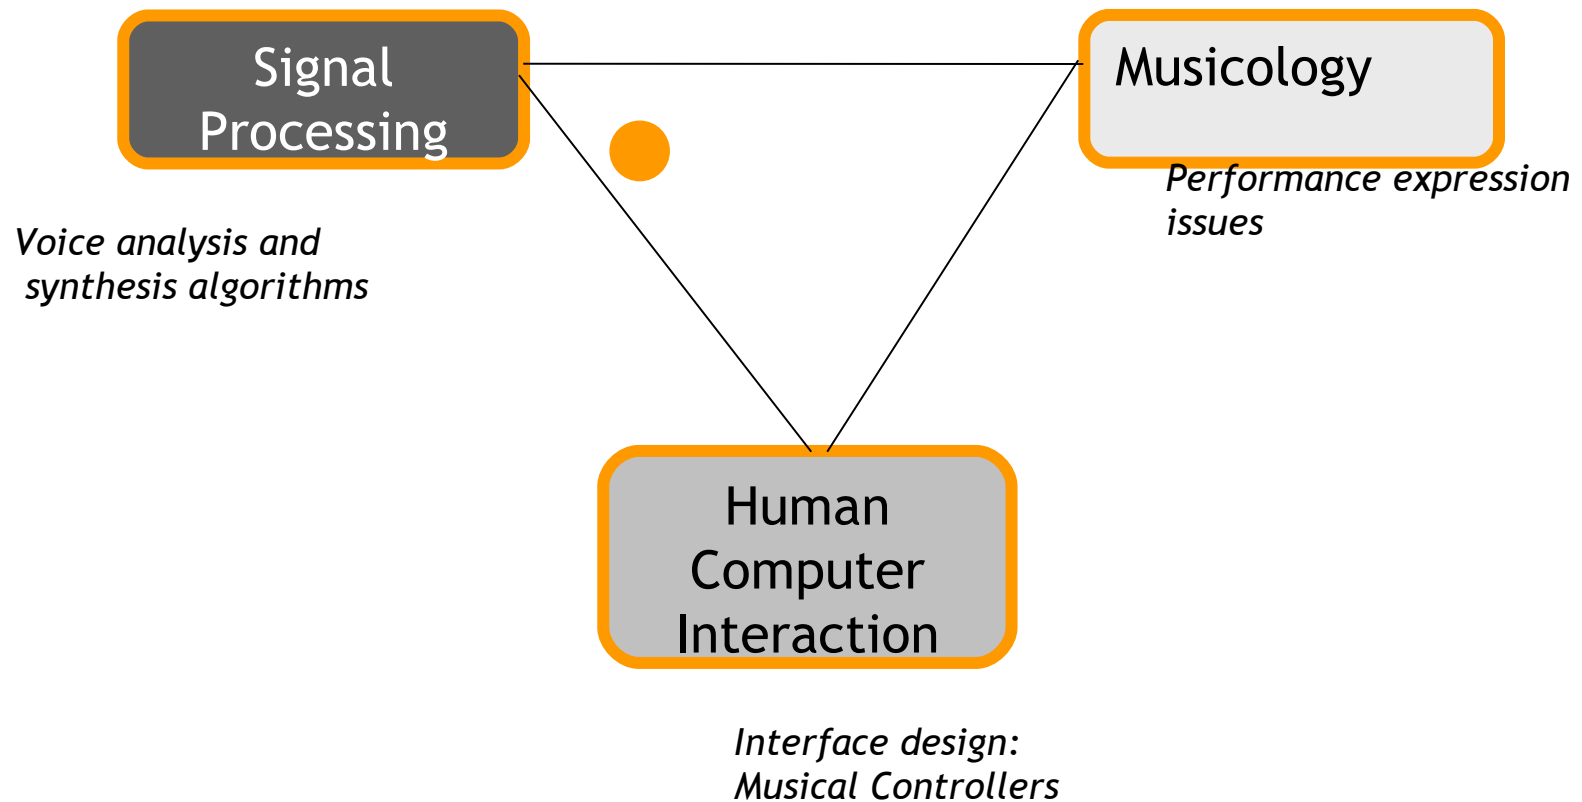 Signal
Processing
Musicology
Performance expression
issues
Voice analysis and
synthesis algorithms
Human
Computer
Interaction
Interface design:
Musical Controllers